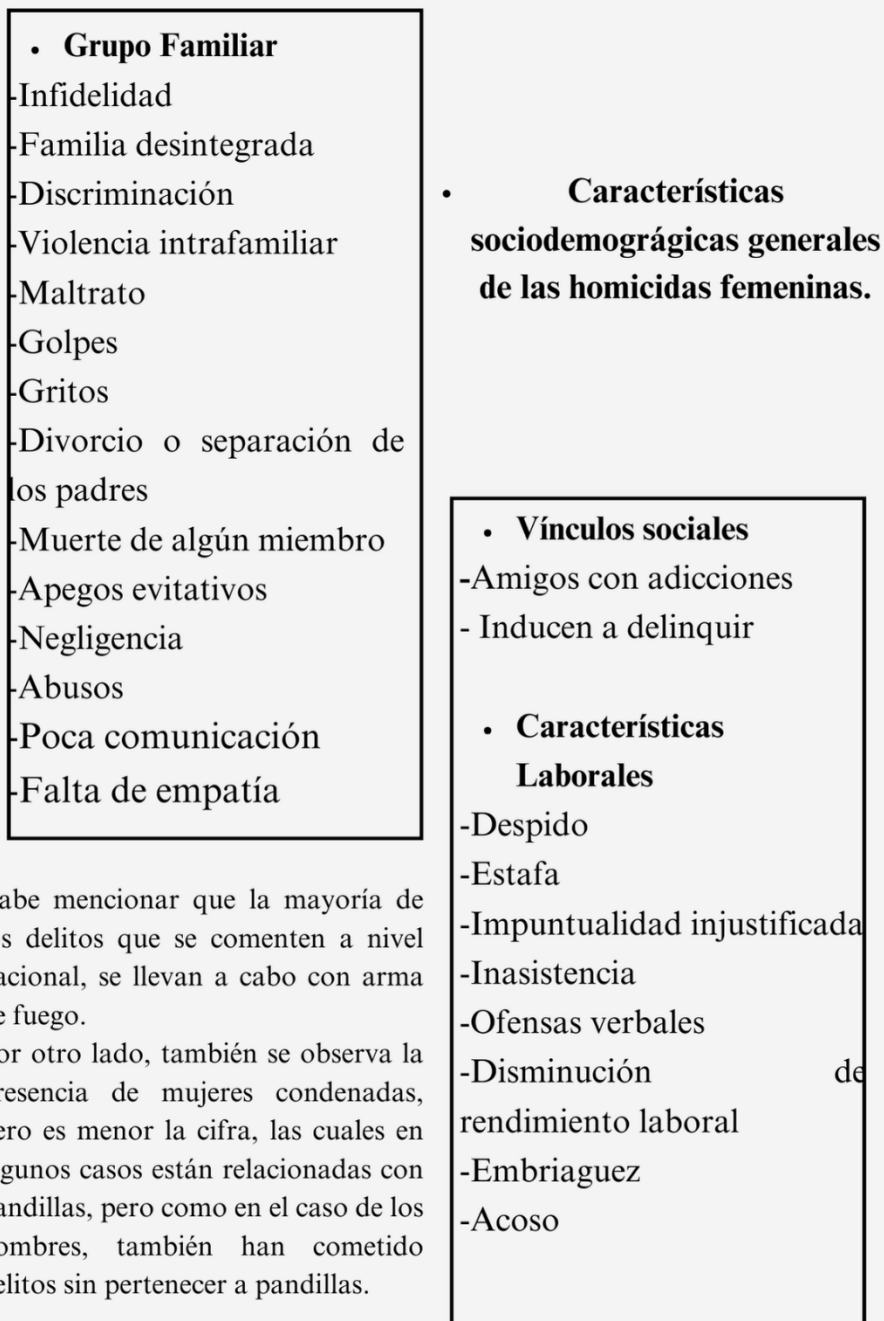 • Grupo Familiar
-Infidelidad
-Familia desintegrada
-Discriminación
-Violencia intrafamiliar
-Maltrato
-Golpes
-Gritos
-Divorcio o separación de
los padres
-Muerte de algún miembro
-Apegos evitativos
-Negligencia
-Abusos
-Poca comunicación
-Falta de empatía
abe mencionar que la mayoría de
s delitos que se comenten a nivel
acional, se llevan a cabo con arma
e fuego.
or otro lado, también se observa la
resencia de mujeres condenadas,
ero es menor la cifra, las cuales en
gunos casos están relacionadas con
andillas, pero como en el caso de los
ombres, también han cometido
elitos sin pertenecer a pandillas.
• Características
sociodemográgicas generales
de las homicidas femeninas.
• Vínculos sociales
-Amigos con adicciones
- Inducen a delinquir
• Características
Laborales
-Despido
-Estafa
-Impuntualidad injustificada
-Inasistencia
-Ofensas verbales
-Disminución de
rendimiento laboral
-Embriaguez
-Acoso